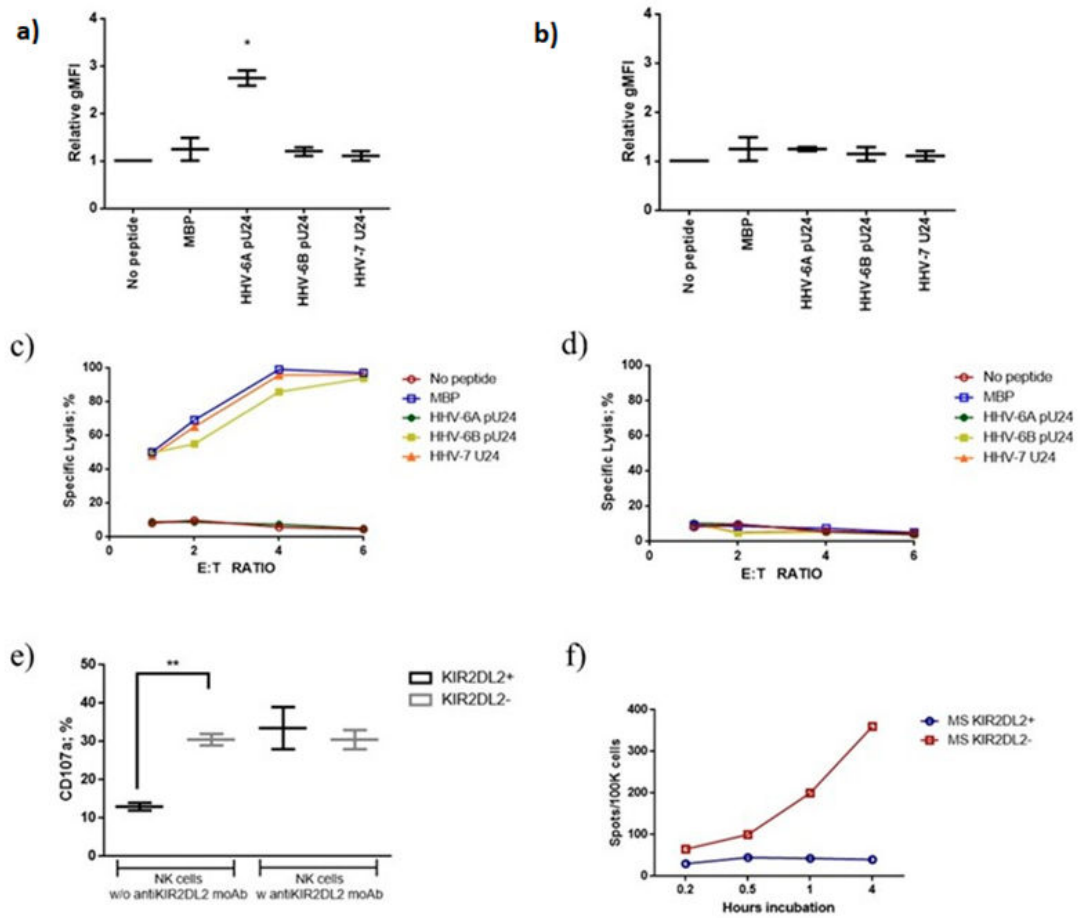 a)
4
3
2
1
0
Relative gMFI
*
No peptide
MBP
HHV-6A pU24
HHV-6B pU24
HHV-7 U24
b)
4
3
2
1
0
Relative gMFI
No peptide
MBP
HHV-6A pU24
HHV-6B pU24
HHV-7 U24
c)
100
80
60
40
20
0
Specific Lysis; %
0 2 4 6
E:T RATIO
No peptide
MBP
HHV-6A pU24
HHV-6B pU24
HHV-7 U24
d)
100
80
60
40
20
0
Specific Lysis; %
0 2 4 6
E:T RATIO
No peptide
MBP
HHV-6A pU24
HHV-6B pU24
HHV-7 U24
e)
50
40
30
20
10
0
CD107a; %
**
KIR2DL2+
KIR2DL2-
NK cells
w/o antiKIR2DL2 moAb
NK cells
w antiKIR2DL2 moAb
f)
400
300
200
100
0
Spots/100K cells
0.2 0.5 1 4
Hours incubation
MS KIR2DL2+
MS KIR2DL2-